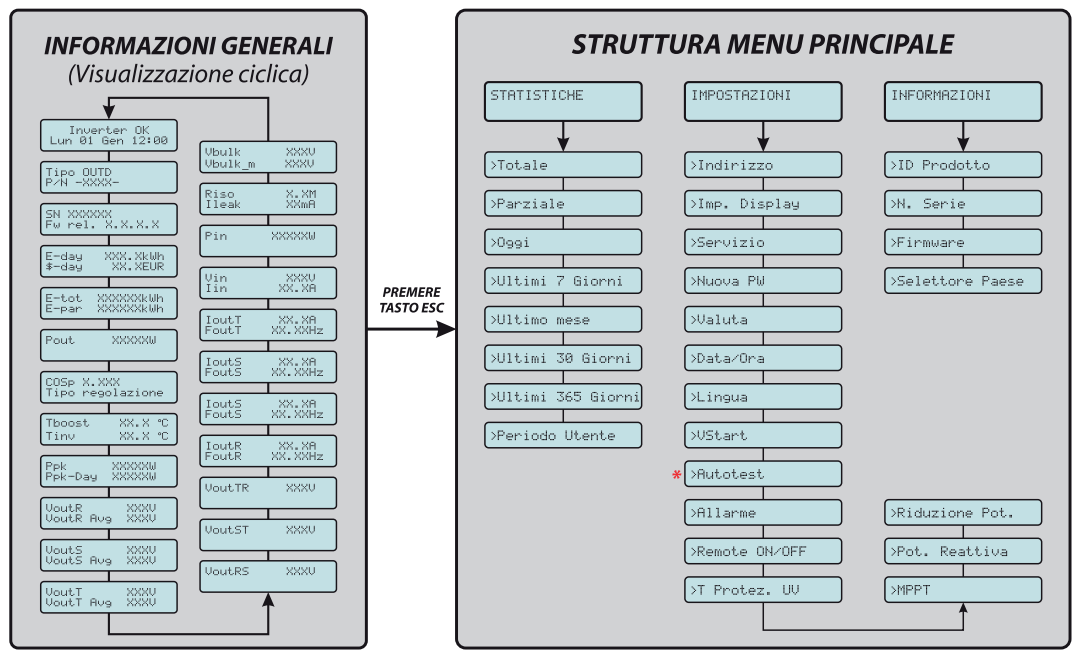 INFORMAZIONI GENERALI
(Visualizzazione ciclica)
Inverter OK
Lun 01 Gen 12:00
Tipo OUTD
P/N -XXXX-
SN XXXXXX
Fw rel. X.X.X.X
E-day XXX.XkWh
$-day XX.XEUR
E-tot XXXXXXkWh
E-par XXXXXXkWh
Pout XXXXXW
COSp X.XXX
Tipo regolazione
Tboost XX.X °C
Tinv XX.X °C
Ppk XXXXXW
Ppk-Day XXXXXW
VoutR XXXV
VoutR Avg XXXV
VoutS XXXV
VoutS Avg XXXV
VoutT XXXV
VoutT Avg XXXV
Vbulk XXXV
Vbulk_m XXXV
Riso X.XM
Ileak XXmA
Pin XXXXXW
Vin XXXV
Iin XX.XA
IoutT XX.XA
FoutT XX.XXHz
IoutS XX.XA
FoutS XX.XXHz
IoutS XX.XA
FoutS XX.XXHz
IoutR XX.XA
FoutR XX.XXHz
VoutTR XXXV
VoutST XXXV
VoutRS XXXV
PREMERE
TASTO ESC
STRUTTURA MENU PRINCIPALE
STATISTICHE
>Totale
>Parziale
>Oggi
>Ultimi 7 Giorni
>Ultimo mese
>Ultimi 30 Giorni
>Ultimi 365 Giorni
>Periodo Utente
IMPOSTAZIONI
>Indirizzo
>Imp. Display
>Servizio
>Nuova PW
>Valuta
>Data/Ora
>Lingua
>VStart
* >Autotest
>Allarme
>Remote ON/OFF
>T Protez. UV
INFORMAZIONI
>ID Prodotto
>N. Serie
>Firmware
>Selettore Paese
>Riduzione Pot.
>Pot. Reattiva
>MPPT